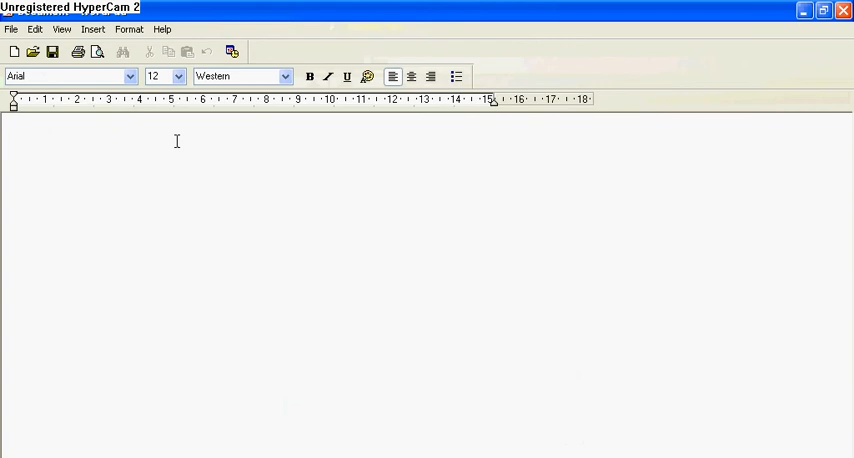 Unregistered HyperCam 2
File Edit View Insert Format Help
Arial 12 Western B / U
1 2 3 4 5 6 7 8 9 10 11 12 13 14 15 16 17 18